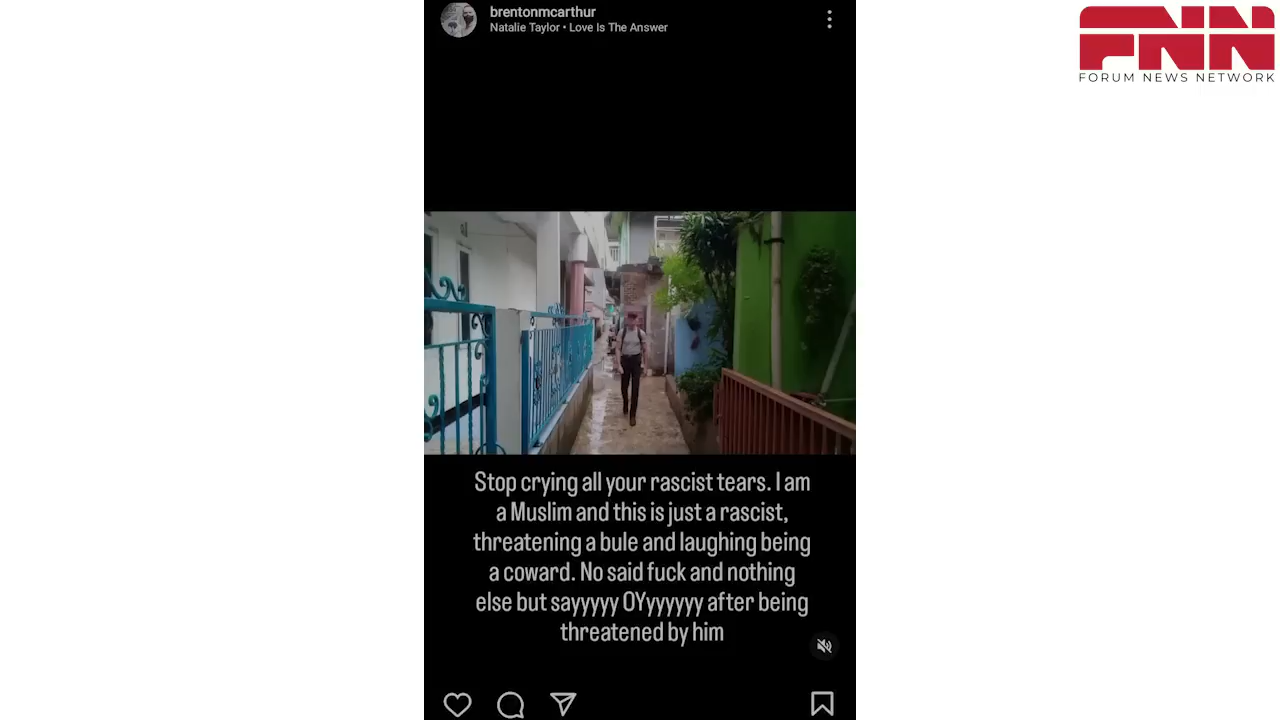 brentonmcarthur
Natalie Taylor • Love Is The Answer
FNN
FORUM NEWS NETWORK
Stop crying all your rascist tears. I am
a Muslim and this is just a rascist,
threatening a bule and laughing being
a coward. No said fuck and nothing
else but sayyyyy OYyyyyyy after being
threatened by him